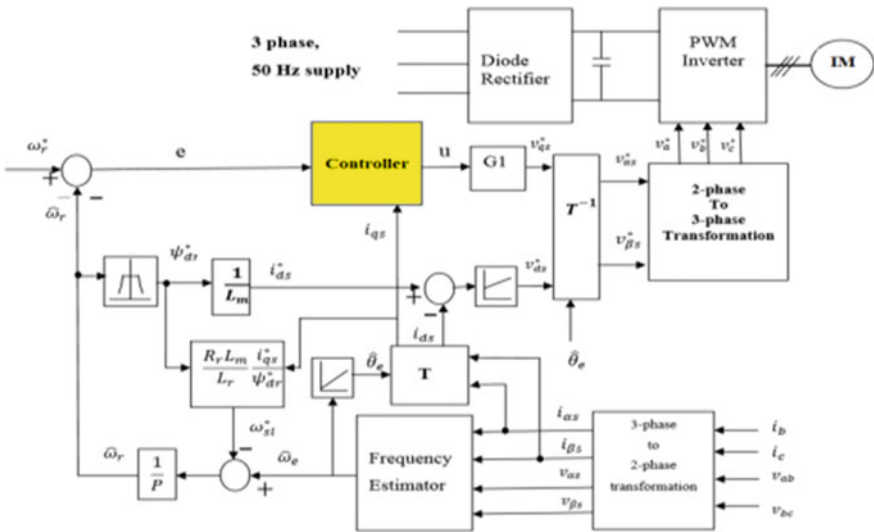 3 phase,
50 Hz supply
Diode
Rectifier
PWM
Inverter
IM
ω*r
e
Controller
u
G1
v*qs
v*a
v*b
v*c
v*αs
2-phase
To
3-phase
Transformation
T⁻¹
+
−
−
ω̂r
iqs
v*βs
ψ*dr
1
Lm
i*ds
+
−
v*ds
ids
θ̂e
Rr Lm
Lr
i*qs
ψ*dr
θ̂e
T
ω*sl
−
+
ω̂r
1
P
ω̂e
Frequency
Estimator
iαs
iβs
vαs
vβs
3-phase
to
2-phase
transformation
ib
ic
vab
vbc